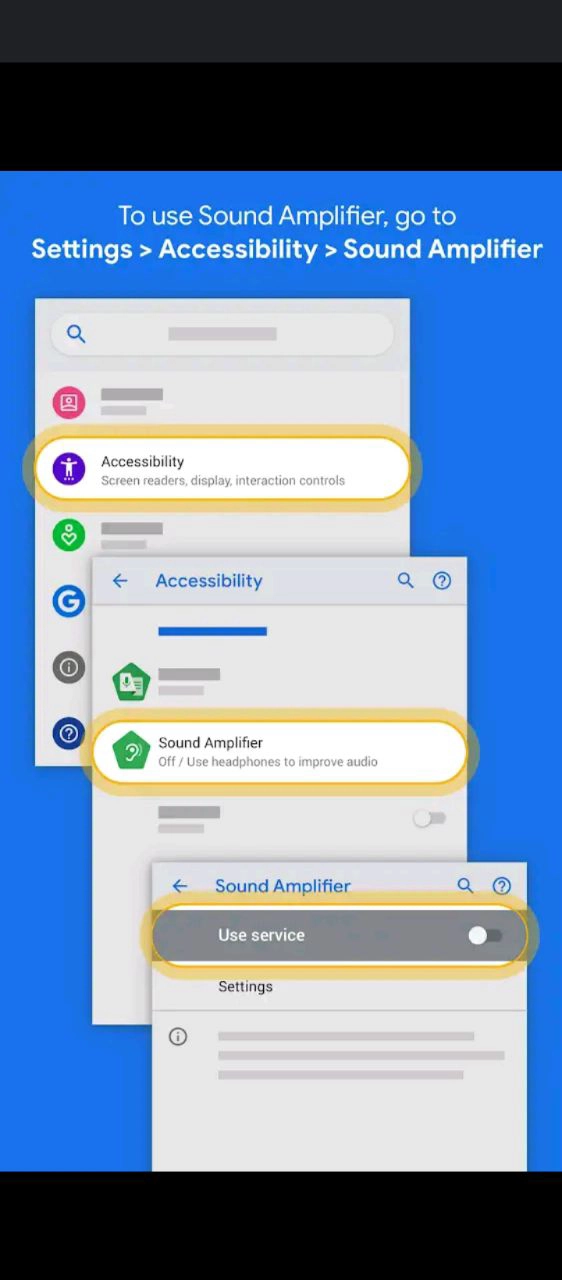 To use Sound Amplifier, go to
Settings > Accessibility > Sound Amplifier
Accessibility
Screen readers, display, interaction controls
Accessibility
Sound Amplifier
Off / Use headphones to improve audio
Sound Amplifier
Use service
Settings